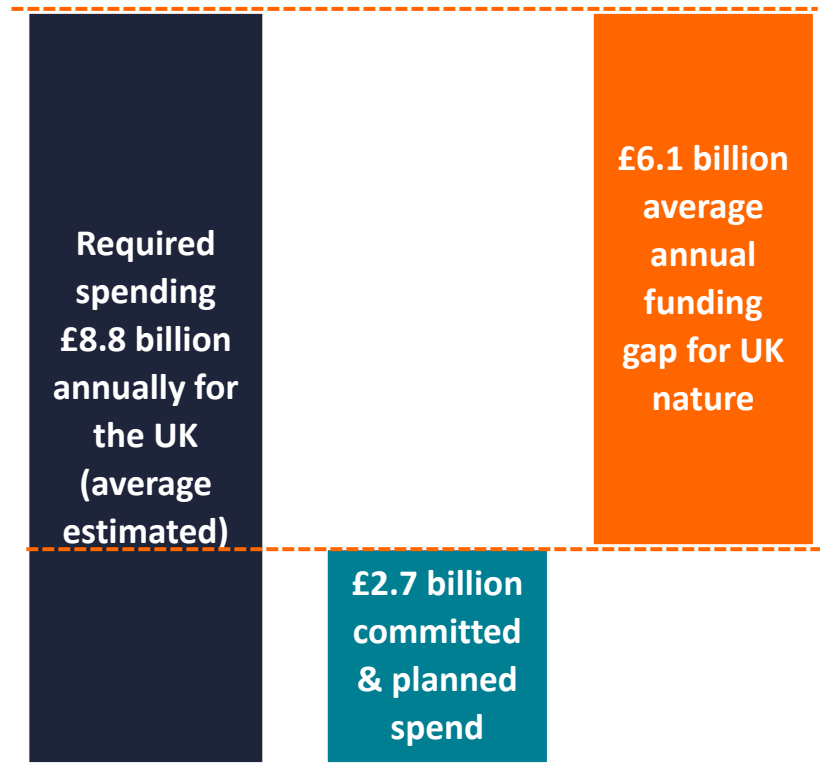 Required
spending
£8.8 billion
annually for
the UK
(average
estimated)
£2.7 billion
committed
& planned
spend
£6.1 billion
average
annual
funding
gap for UK
nature